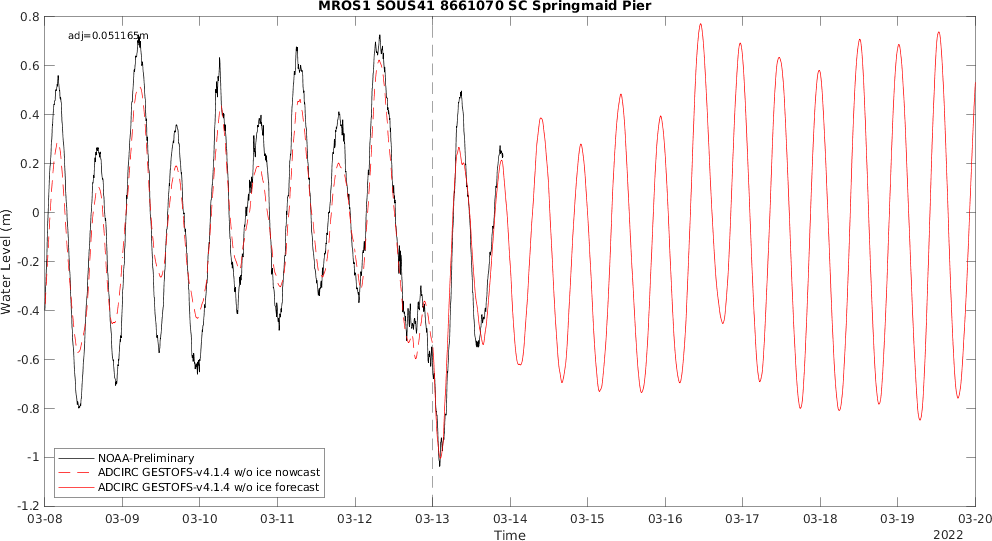 MROS1 SOUS41 8661070 SC Springmaid Pier
adj=0.051165m
0.8
0.6
0.4
0.2
0
-0.2
-0.4
-0.6
-0.8
-1
-1.2
Water Level (m)
NOAA-Preliminary
ADCIRC GESTOFS-v4.1.4 w/o ice nowcast
ADCIRC GESTOFS-v4.1.4 w/o ice forecast
03-08 03-09 03-10 03-11 03-12 03-13 03-14 03-15 03-16 03-17 03-18 03-19 03-20
Time
2022